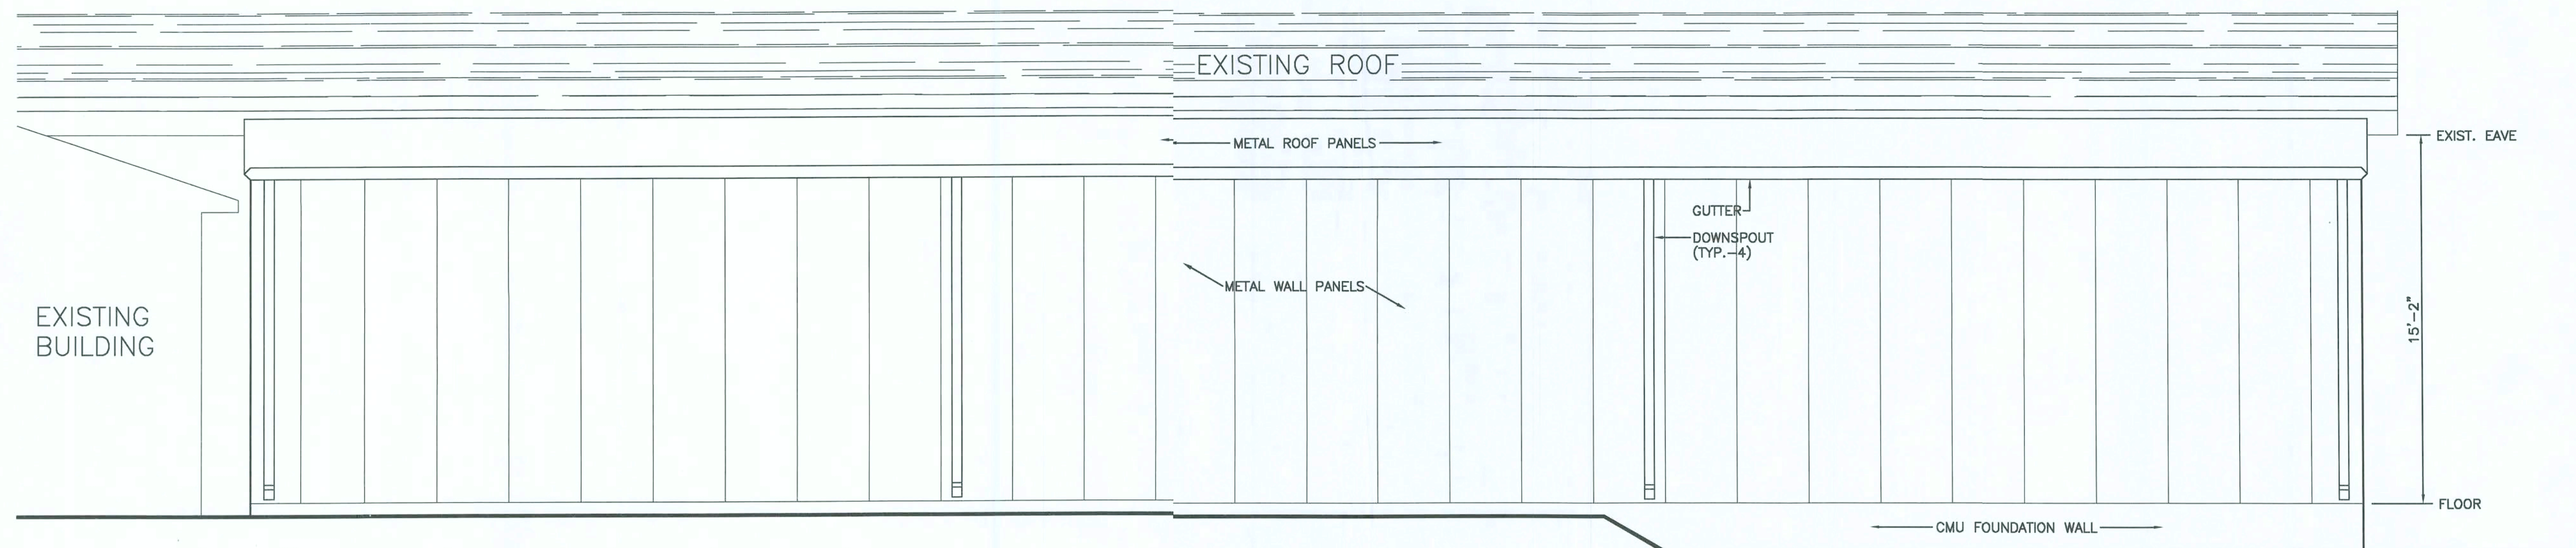 EXISTING ROOF
METAL ROOF PANELS
EXIST. EAVE
GUTTER
DOWNSPOUT
(TYP.-4)
METAL WALL PANELS
EXISTING
BUILDING
15'-2"
FLOOR
CMU FOUNDATION WALL